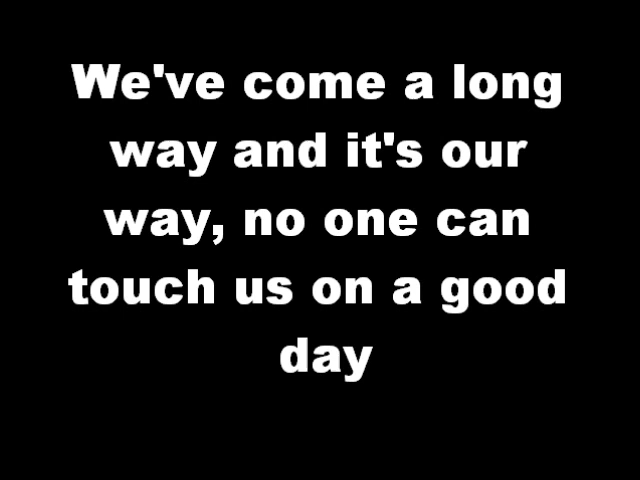 We've come a long
way and it's our
way, no one can
touch us on a good
day